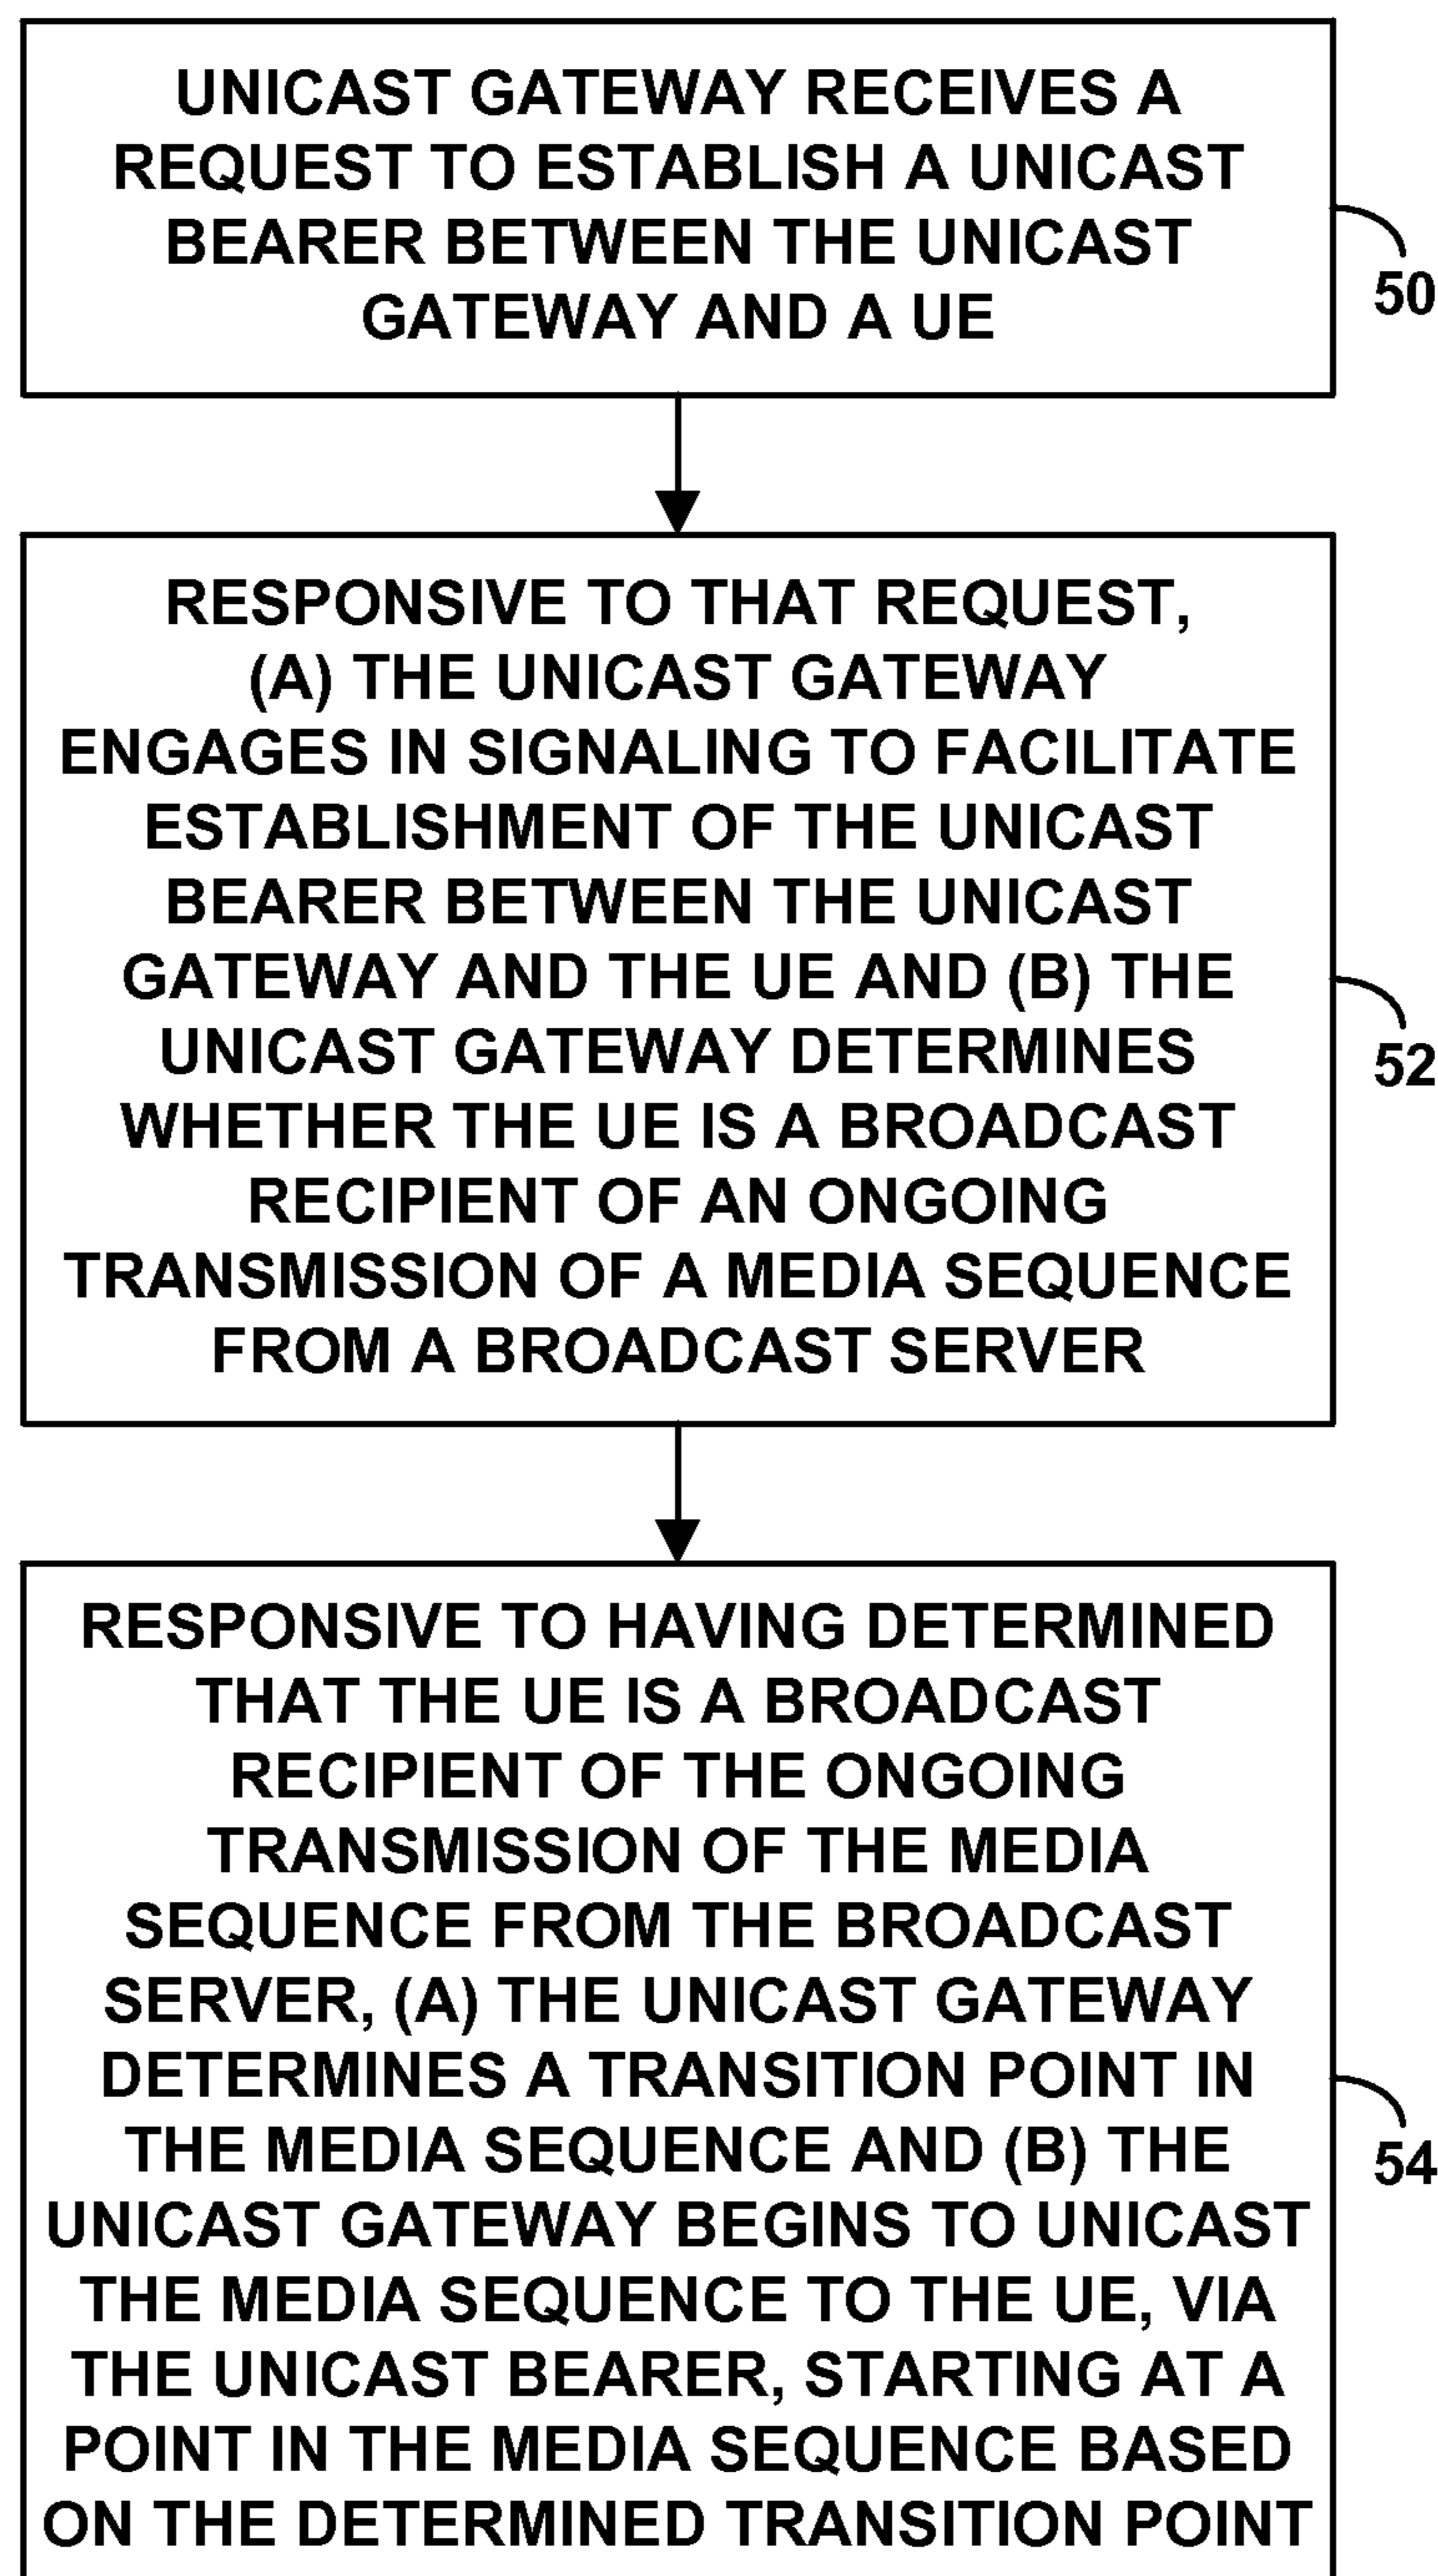 UNICAST GATEWAY RECEIVES A
REQUEST TO ESTABLISH A UNICAST
BEARER BETWEEN THE UNICAST
GATEWAY AND A UE
50
RESPONSIVE TO THAT REQUEST,
(A) THE UNICAST GATEWAY
ENGAGES IN SIGNALING TO FACILITATE
ESTABLISHMENT OF THE UNICAST
BEARER BETWEEN THE UNICAST
GATEWAY AND THE UE AND (B) THE
UNICAST GATEWAY DETERMINES
WHETHER THE UE IS A BROADCAST
RECIPIENT OF AN ONGOING
TRANSMISSION OF A MEDIA SEQUENCE
FROM A BROADCAST SERVER
52
RESPONSIVE TO HAVING DETERMINED
THAT THE UE IS A BROADCAST
RECIPIENT OF THE ONGOING
TRANSMISSION OF THE MEDIA
SEQUENCE FROM THE BROADCAST
SERVER, (A) THE UNICAST GATEWAY
DETERMINES A TRANSITION POINT IN
THE MEDIA SEQUENCE AND (B) THE
UNICAST GATEWAY BEGINS TO UNICAST
THE MEDIA SEQUENCE TO THE UE, VIA
THE UNICAST BEARER, STARTING AT A
POINT IN THE MEDIA SEQUENCE BASED
ON THE DETERMINED TRANSITION POINT
54